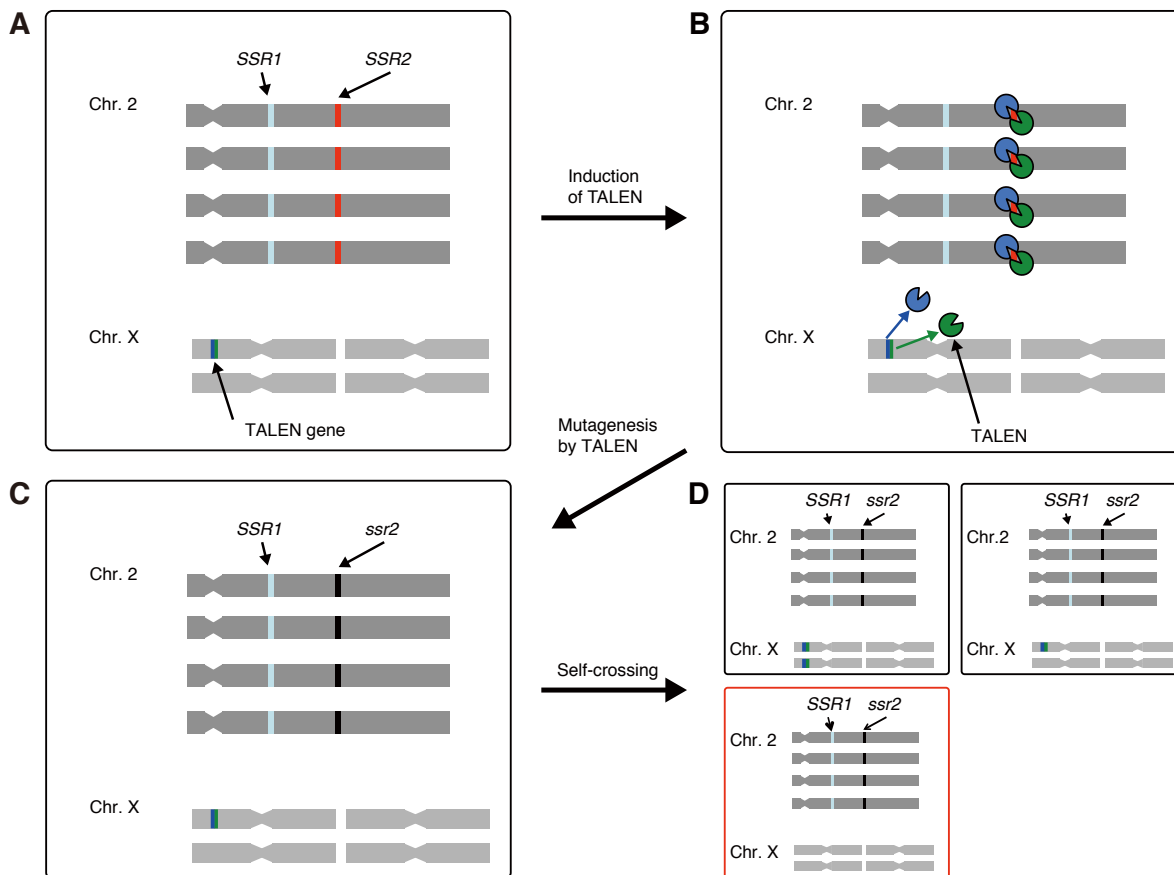 A
SSR1
SSR2
Chr. 2
Chr. X
TALEN gene
Induction
of TALEN
B
Chr. 2
Chr. X
TALEN
Mutagenesis
by TALEN
C
SSR1
ssr2
Chr. 2
Chr. X
Self-crossing
D
SSR1
ssr2
Chr. 2
Chr. X
SSR1
ssr2
Chr.2
Chr. X
SSR1
ssr2
Chr. 2
Chr. X